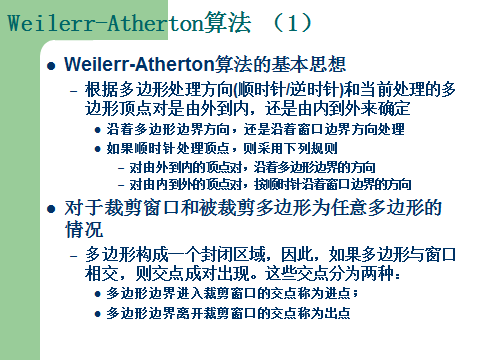 Weilerr-Atherton算法 （1）
Weilerr-Atherton算法的基本思想
根据多边形处理方向(顺时针/逆时针)和当前处理的多
边形顶点对是由外到内，还是由内到外来确定
沿着多边形边界方向，还是沿着窗口边界方向处理
如果顺时针处理顶点，则采用下列规则
对由外到内的顶点对，沿着多边形边界的方向
对由内到外的顶点对，按顺时针沿着窗口边界的方向
对于裁剪窗口和被裁剪多边形为任意多边形的
情况
多边形构成一个封闭区域，因此，如果多边形与窗口
相交，则交点成对出现。这些交点分为两种：
多边形边界进入裁剪窗口的交点称为进点；
多边形边界离开裁剪窗口的交点称为出点